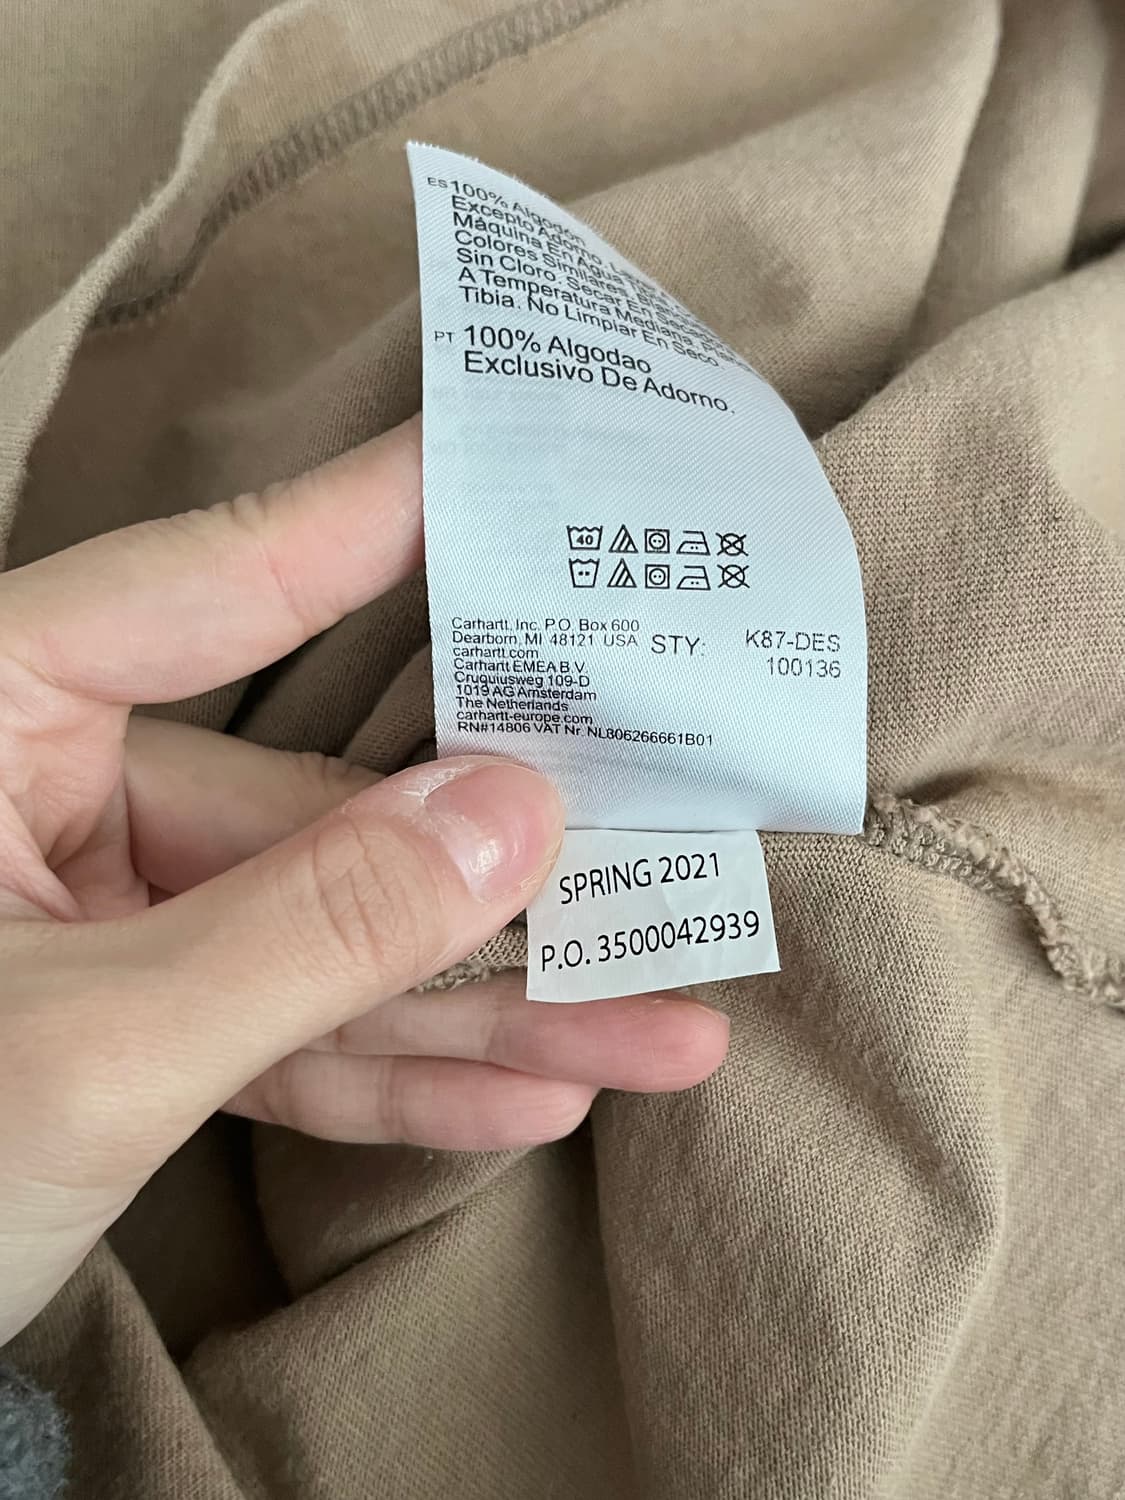 ES 100% Algodón
Excepto Adorno.
Máquina En Agua
Colores Similares.
Sin Cloro. Secar En
A Temperatura Mediana.
Tibia. No Limpiar En Seco.
PT 100% Algodao
Exclusivo De Adorno.
40
Carhartt, Inc. P.O. Box 600
Dearborn, MI 48121 USA
carhartt.com
Carhartt EMEA B.V.
Cruquiusweg 109-D
1019 AG Amsterdam
The Netherlands
carhartt-europe.com
RN#14806 VAT Nr. NL806266661B01
STY: K87-DES
100136
SPRING 2021
P.O. 3500042939